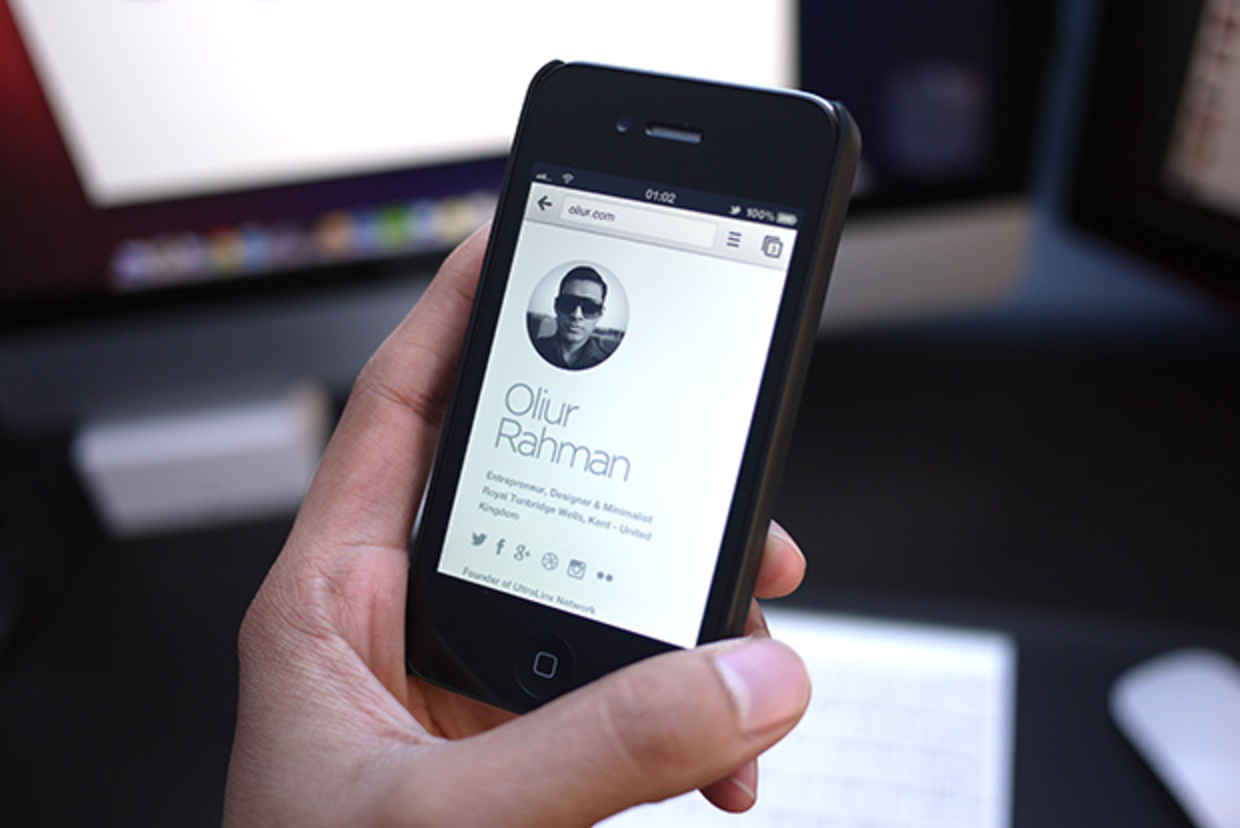 01:02
100%
oliur.com
3
Oliur
Rahman
Entrepreneur, Designer & Minimalist
Royal Tunbridge Wells, Kent - United
Kingdom
Founder of UltraLinx Network